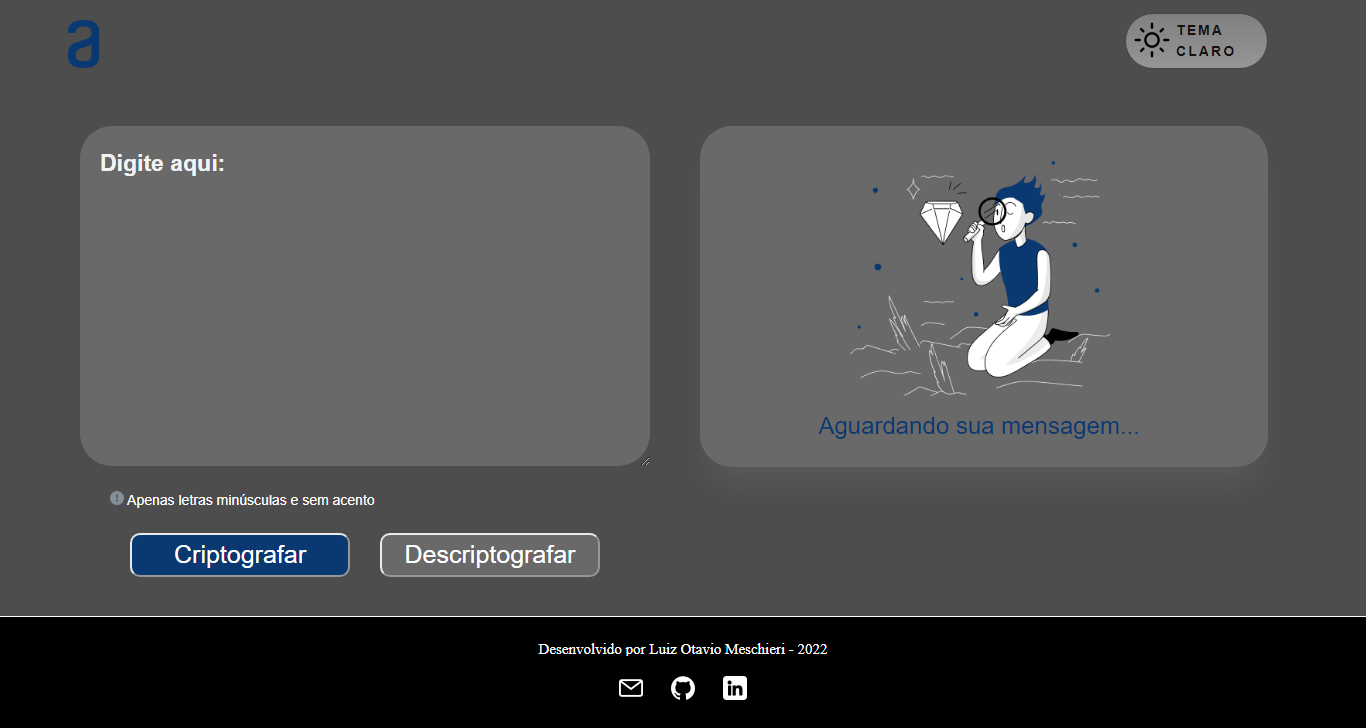 a
TEMA
CLARO
Digite aqui:
Aguardando sua mensagem...
Apenas letras minúsculas e sem acento
Criptografar
Descriptografar
Desenvolvido por Luiz Otavio Meschieri - 2022
in